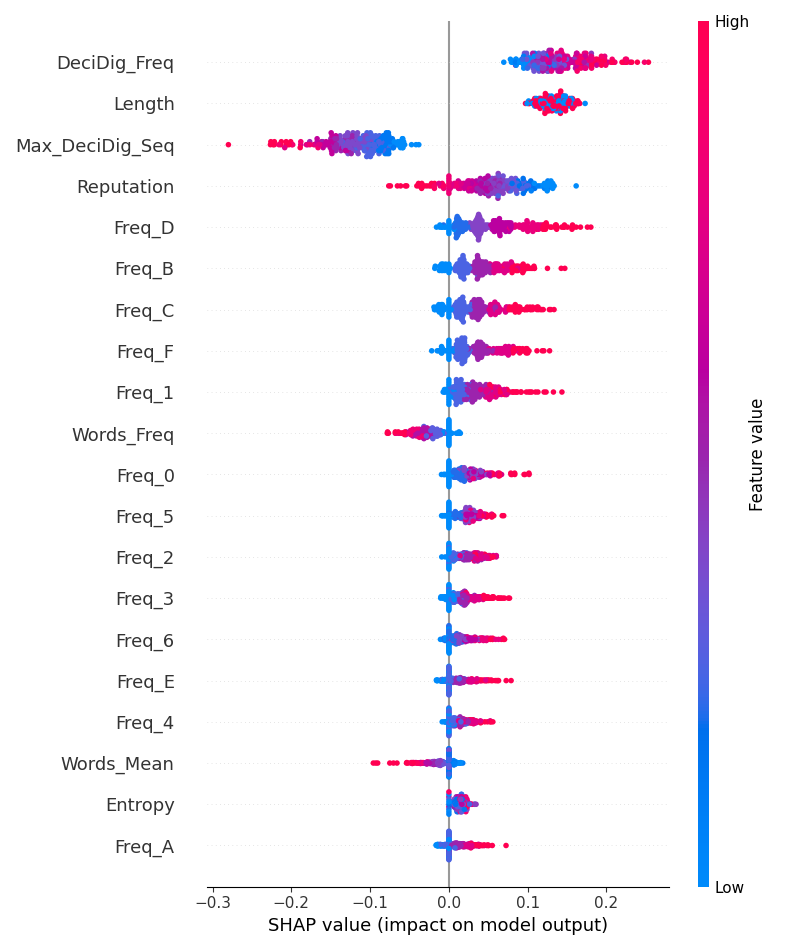 High
DeciDig_Freq
Length
Max_DeciDig_Seq
Reputation
Freq_D
Freq_B
Freq_C
Freq_F
Freq_1
Words_Freq
Freq_0
Freq_5
Freq_2
Freq_3
Freq_6
Freq_E
Freq_4
Words_Mean
Entropy
Freq_A
Feature value
Low
−0.3 −0.2 −0.1 0.0 0.1 0.2
SHAP value (impact on model output)